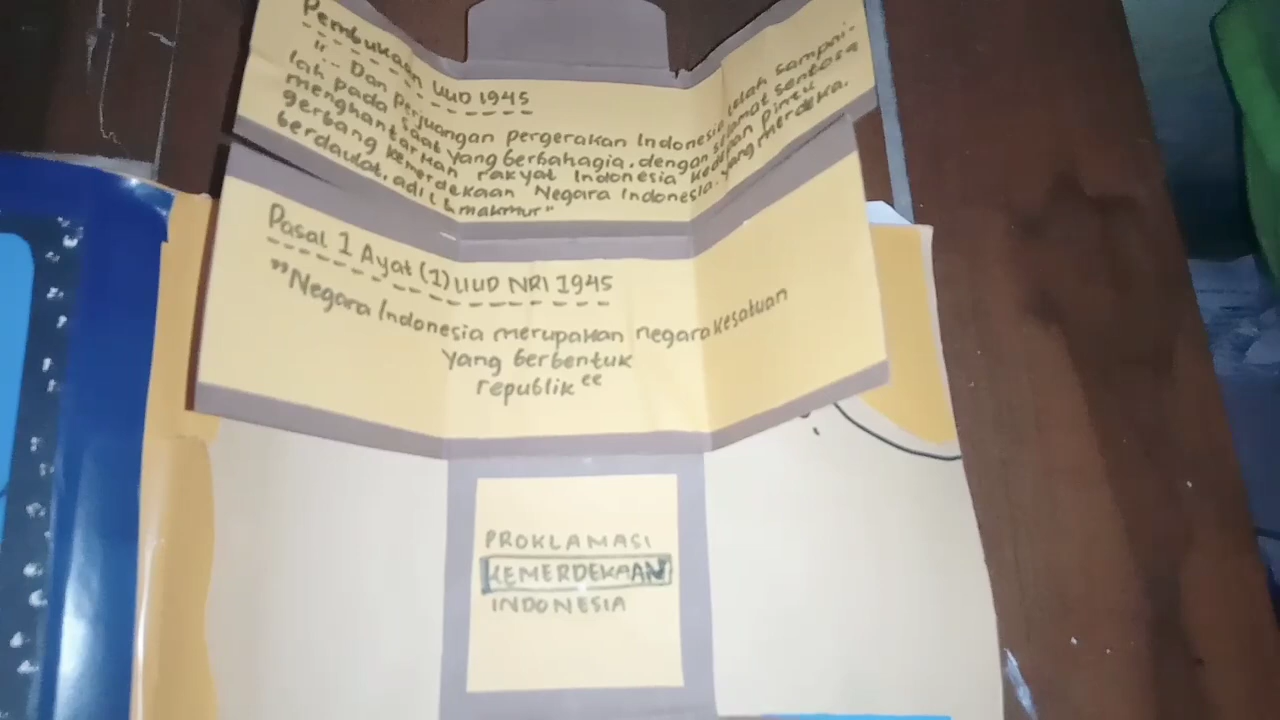 Pembukaan UUD 1945
"- Dan perjuangan pergerakan Indonesia telah sampai-
lah pada saat yang berbahagia. dengan selamat sentosa
menghantarkan rakyat Indonesia kedepan pintu
gerbang kemerdekaan Negara Indonesia. yang merdeka.
berdaulat. adil makmur"
Pasal 1 Ayat (1) UUD NRI 1945
"Negara Indonesia merupakan negara kesatuan
yang berbentuk
republik"
PROKLAMASI
KEMERDEKAAN
INDONESIA